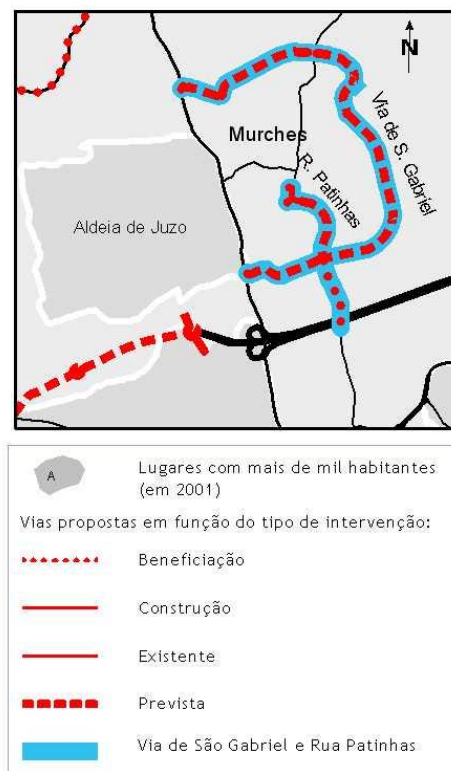 N
Murches
Via de S. Gabriel
R. Patinhas
Aldeia de Juzo
A
Lugares com mais de mil habitantes
(em 2001)
Vias propostas em função do tipo de intervenção:
Beneficiação
Construção
Existente
Prevista
Via de São Gabriel e Rua Patinhas